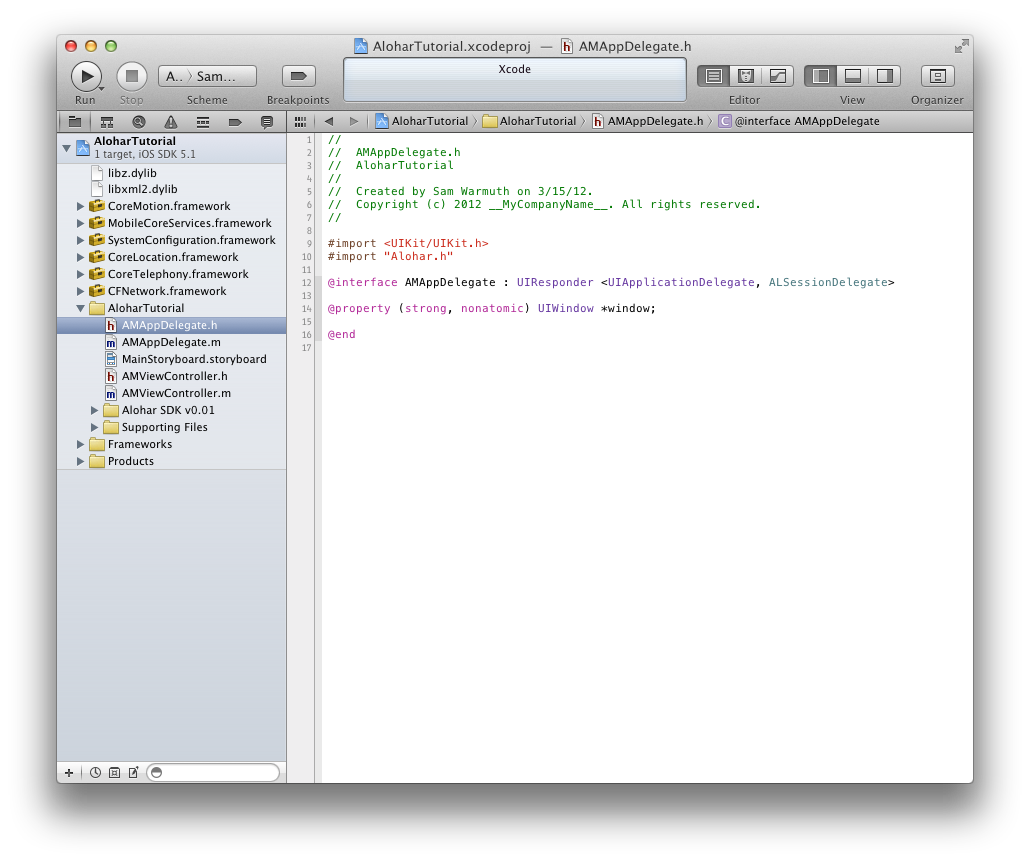 AloharTutorial.xcodeproj — AMAppDelegate.h
A.. 〉 Sam...
Xcode
Run Stop Scheme Breakpoints Editor View Organizer
AloharTutorial 〉 AloharTutorial 〉 AMAppDelegate.h 〉 C @interface AMAppDelegate
AloharTutorial
1 target, iOS SDK 5.1
libz.dylib
libxml2.dylib
CoreMotion.framework
MobileCoreServices.framework
SystemConfiguration.framework
CoreLocation.framework
CoreTelephony.framework
CFNetwork.framework
AloharTutorial
h AMAppDelegate.h
m AMAppDelegate.m
MainStoryboard.storyboard
h AMViewController.h
m AMViewController.m
Alohar SDK v0.01
Supporting Files
Frameworks
Products
1 //
2 //  AMAppDelegate.h
3 //  AloharTutorial
4 //
5 //  Created by Sam Warmuth on 3/15/12.
6 //  Copyright (c) 2012 __MyCompanyName__. All rights reserved.
7 //
8
9 #import <UIKit/UIKit.h>
10 #import "Alohar.h"
11
12 @interface AMAppDelegate : UIResponder <UIApplicationDelegate, ALSessionDelegate>
13
14 @property (strong, nonatomic) UIWindow *window;
15
16 @end
17